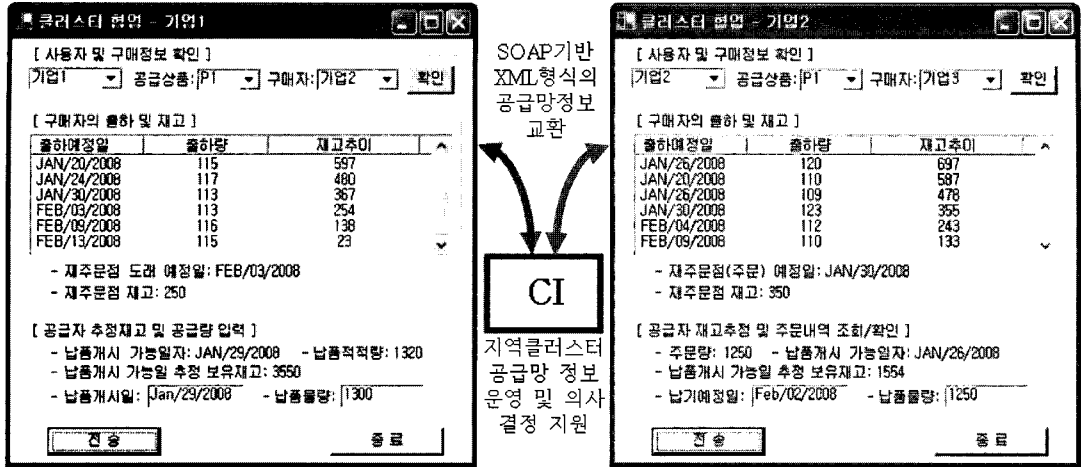 클러스터 협업 - 기업1
[ 사용자 및 구매정보 확인 ]
기업1 공급상품: P1 구매자: 기업2 확인
[ 구매자의 출하 및 재고 ]
출하예정일 출하량 재고추이
JAN/20/2008 115 597
JAN/24/2008 117 480
JAN/30/2008 113 367
FEB/03/2008 113 254
FEB/09/2008 116 138
FEB/13/2008 115 23
- 재주문점 도래 예정일: FEB/03/2008
- 재주문점 재고: 250
[ 공급자 추정재고 및 공급량 입력 ]
- 납품개시 가능일자: JAN/29/2008 - 납품적적량: 1320
- 납품개시 가능일 추정 보유재고: 3550
- 납품개시일: Jan/29/2008 - 납품물량: 1300
전송 종료
SOAP기반
XML형식의
공급망정보
교환
CI
지역클러스터
공급망 정보
운영 및 의사
결정 지원
클러스터 협업 - 기업2
[ 사용자 및 구매정보 확인 ]
기업2 공급상품: P1 구매자: 기업3 확인
[ 구매자의 출하 및 재고 ]
출하예정일 출하량 재고추이
JAN/26/2008 120 697
JAN/20/2008 110 587
JAN/26/2008 109 478
JAN/30/2008 123 355
FEB/04/2008 112 243
FEB/09/2008 110 133
- 재주문점(주문) 예정일: JAN/30/2008
- 재주문점 재고: 350
[ 공급자 재고추정 및 주문내역 조회/확인 ]
- 주문량: 1250 - 납품개시 가능일자: JAN/26/2008
- 납품개시 가능일 추정 보유재고: 1554
- 납기예정일: Feb/02/2008 - 납품물량: 1250
전송 종료